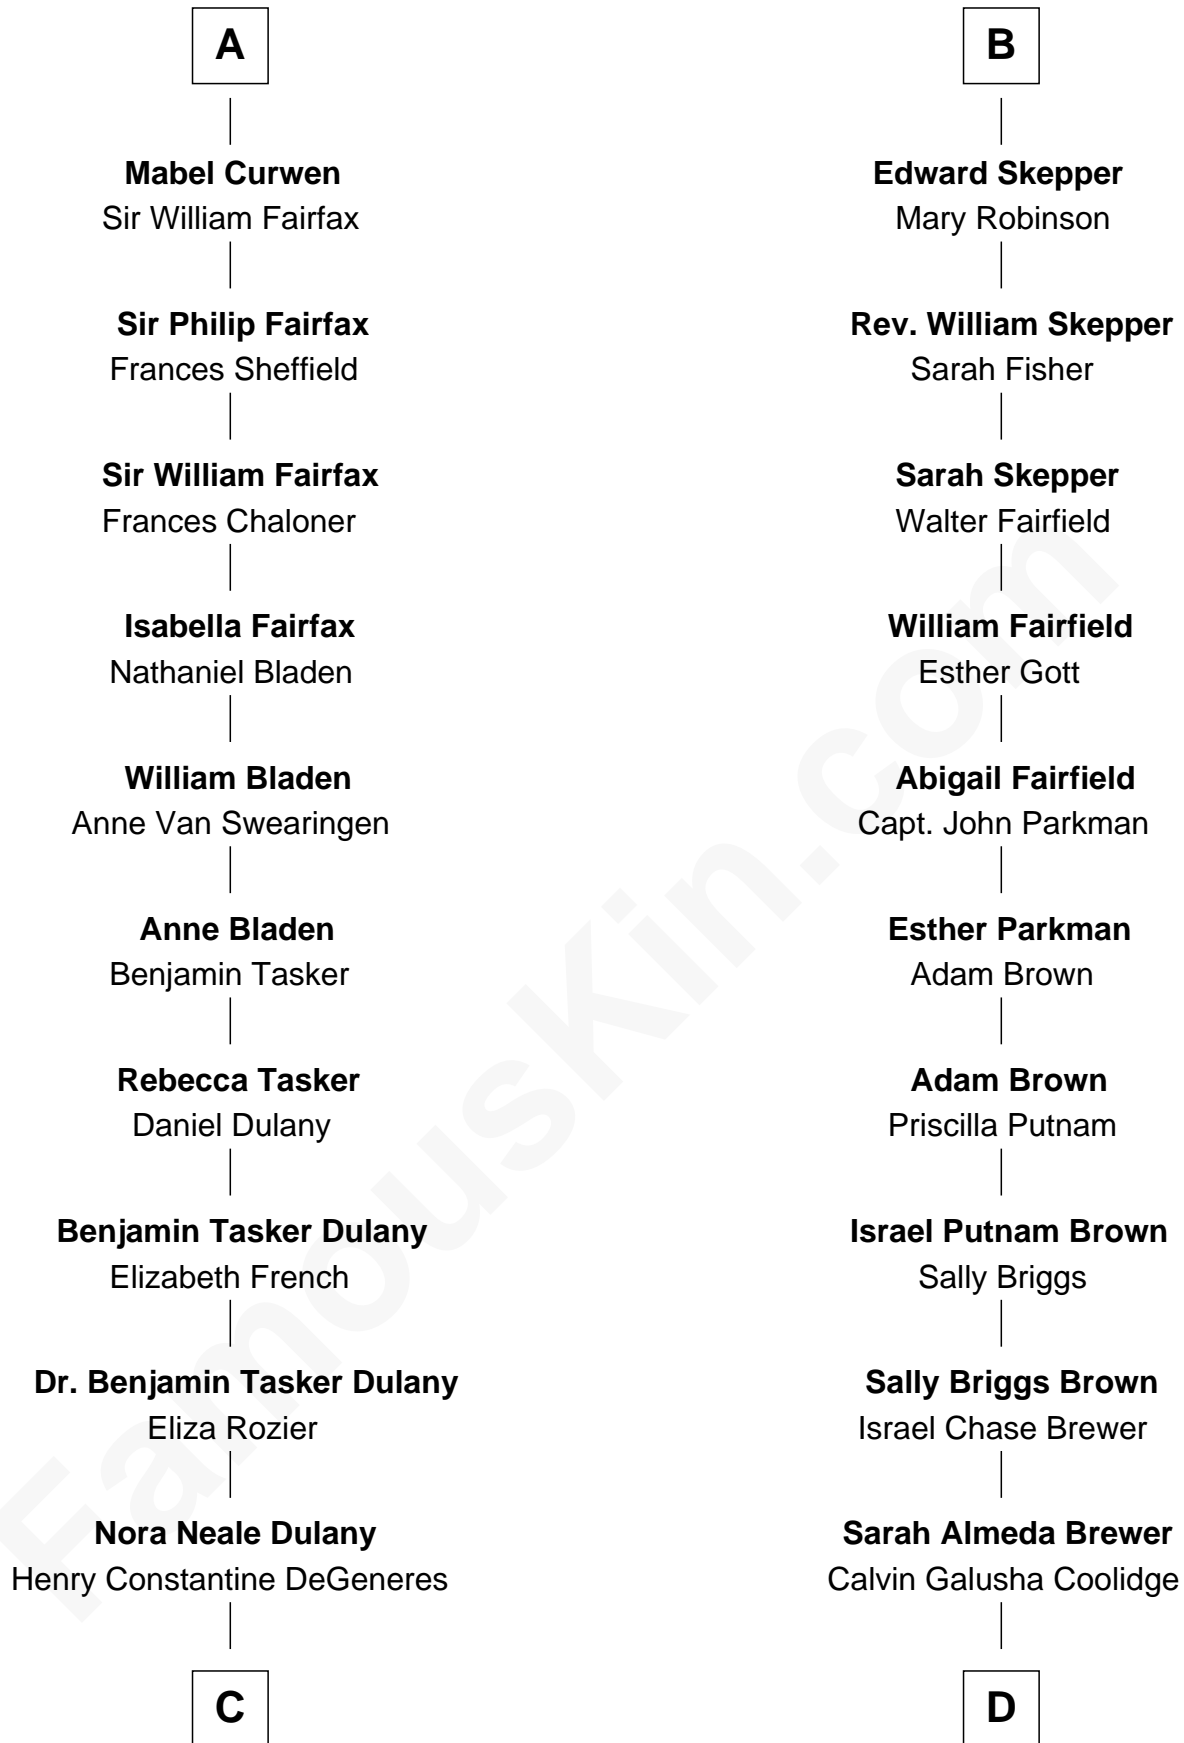 A
Mabel Curwen
Sir William Fairfax
Sir Philip Fairfax
Frances Sheffield
Sir William Fairfax
Frances Chaloner
Isabella Fairfax
Nathaniel Bladen
William Bladen
Anne Van Swearingen
Anne Bladen
Benjamin Tasker
Rebecca Tasker
Daniel Dulany
Benjamin Tasker Dulany
Elizabeth French
Dr. Benjamin Tasker Dulany
Eliza Rozier
Nora Neale Dulany
Henry Constantine DeGeneres
C
B
Edward Skepper
Mary Robinson
Rev. William Skepper
Sarah Fisher
Sarah Skepper
Walter Fairfield
William Fairfield
Esther Gott
Abigail Fairfield
Capt. John Parkman
Esther Parkman
Adam Brown
Adam Brown
Priscilla Putnam
Israel Putnam Brown
Sally Briggs
Sally Briggs Brown
Israel Chase Brewer
Sarah Almeda Brewer
Calvin Galusha Coolidge
D
FamousKin.com